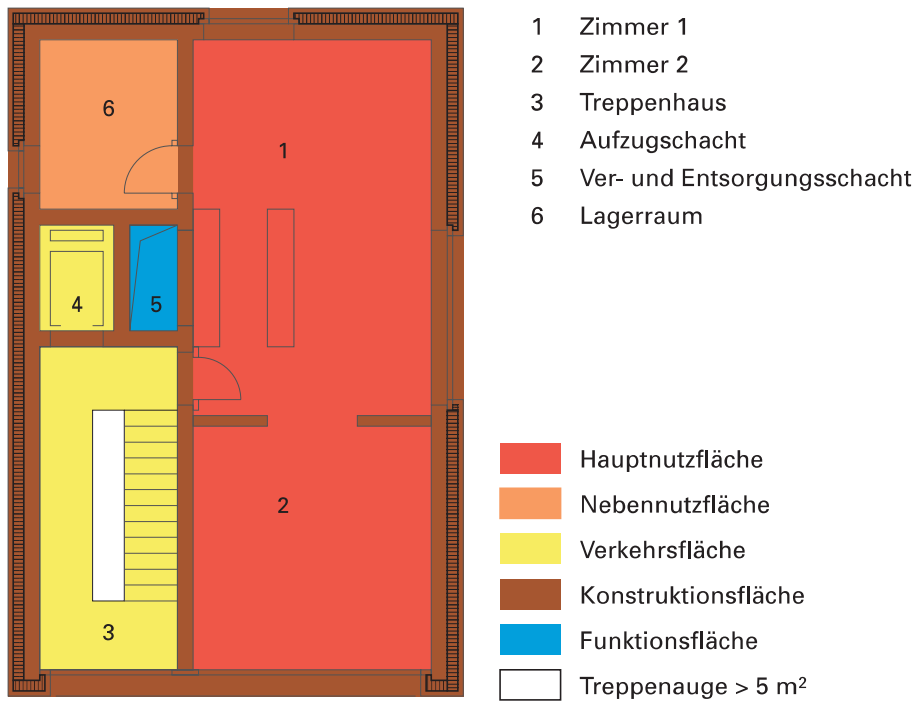 1 Zimmer 1
2 Zimmer 2
3 Treppenhaus
4 Aufzugschacht
5 Ver- und Entsorgungsschacht
6 Lagerraum
6
1
4
5
2
3
Hauptnutzfläche
Nebennutzfläche
Verkehrsfläche
Konstruktionsfläche
Funktionsfläche
Treppenauge > 5 m²